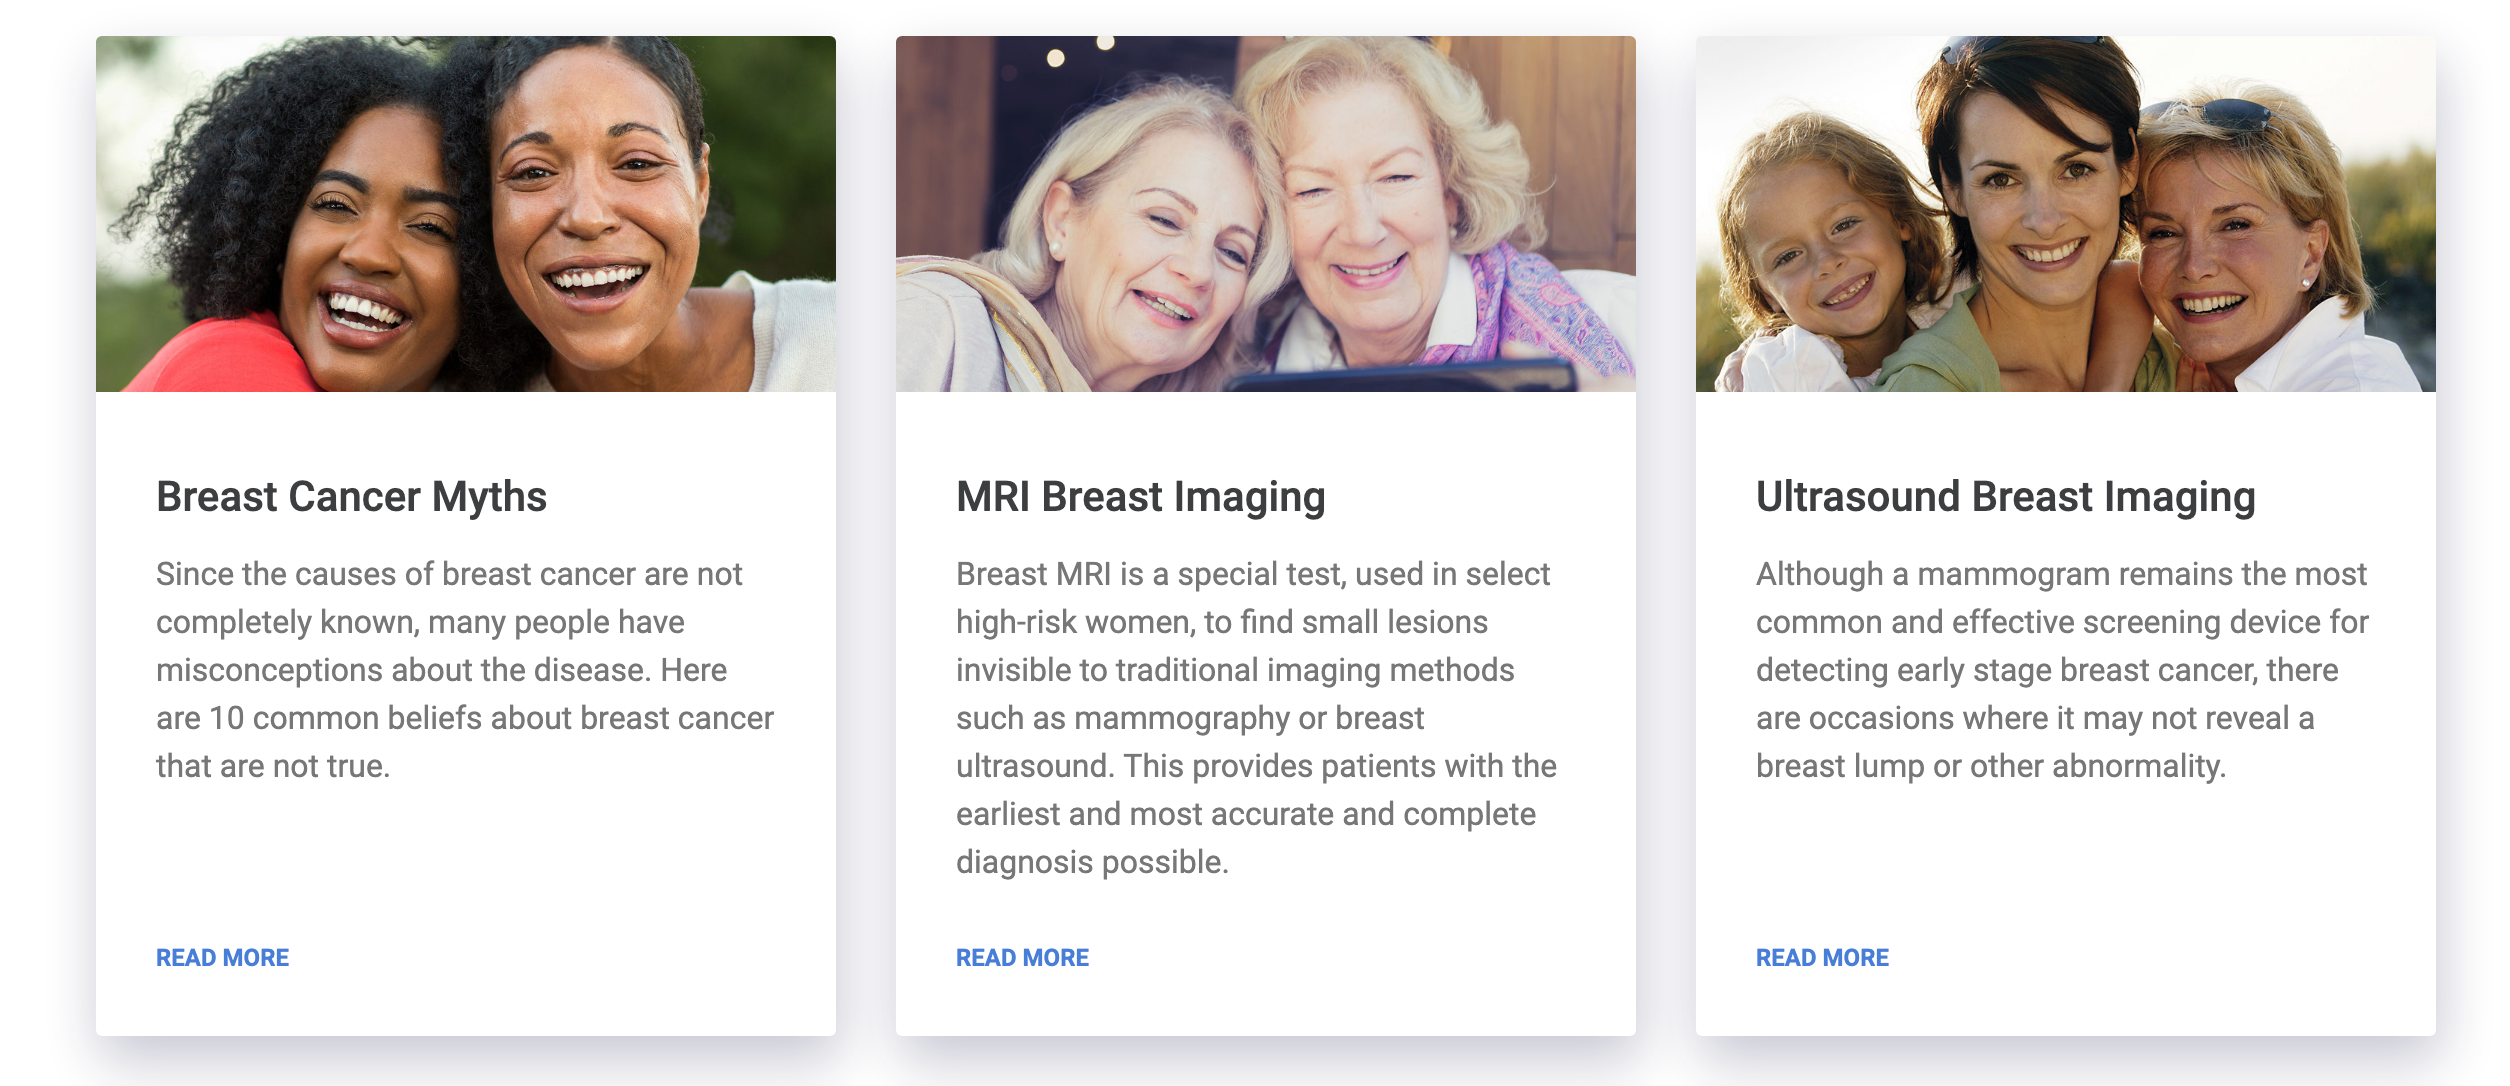 Breast Cancer Myths
Since the causes of breast cancer are not
completely known, many people have
misconceptions about the disease. Here
are 10 common beliefs about breast cancer
that are not true.
READ MORE
MRI Breast Imaging
Breast MRI is a special test, used in select
high-risk women, to find small lesions
invisible to traditional imaging methods
such as mammography or breast
ultrasound. This provides patients with the
earliest and most accurate and complete
diagnosis possible.
READ MORE
Ultrasound Breast Imaging
Although a mammogram remains the most
common and effective screening device for
detecting early stage breast cancer, there
are occasions where it may not reveal a
breast lump or other abnormality.
READ MORE